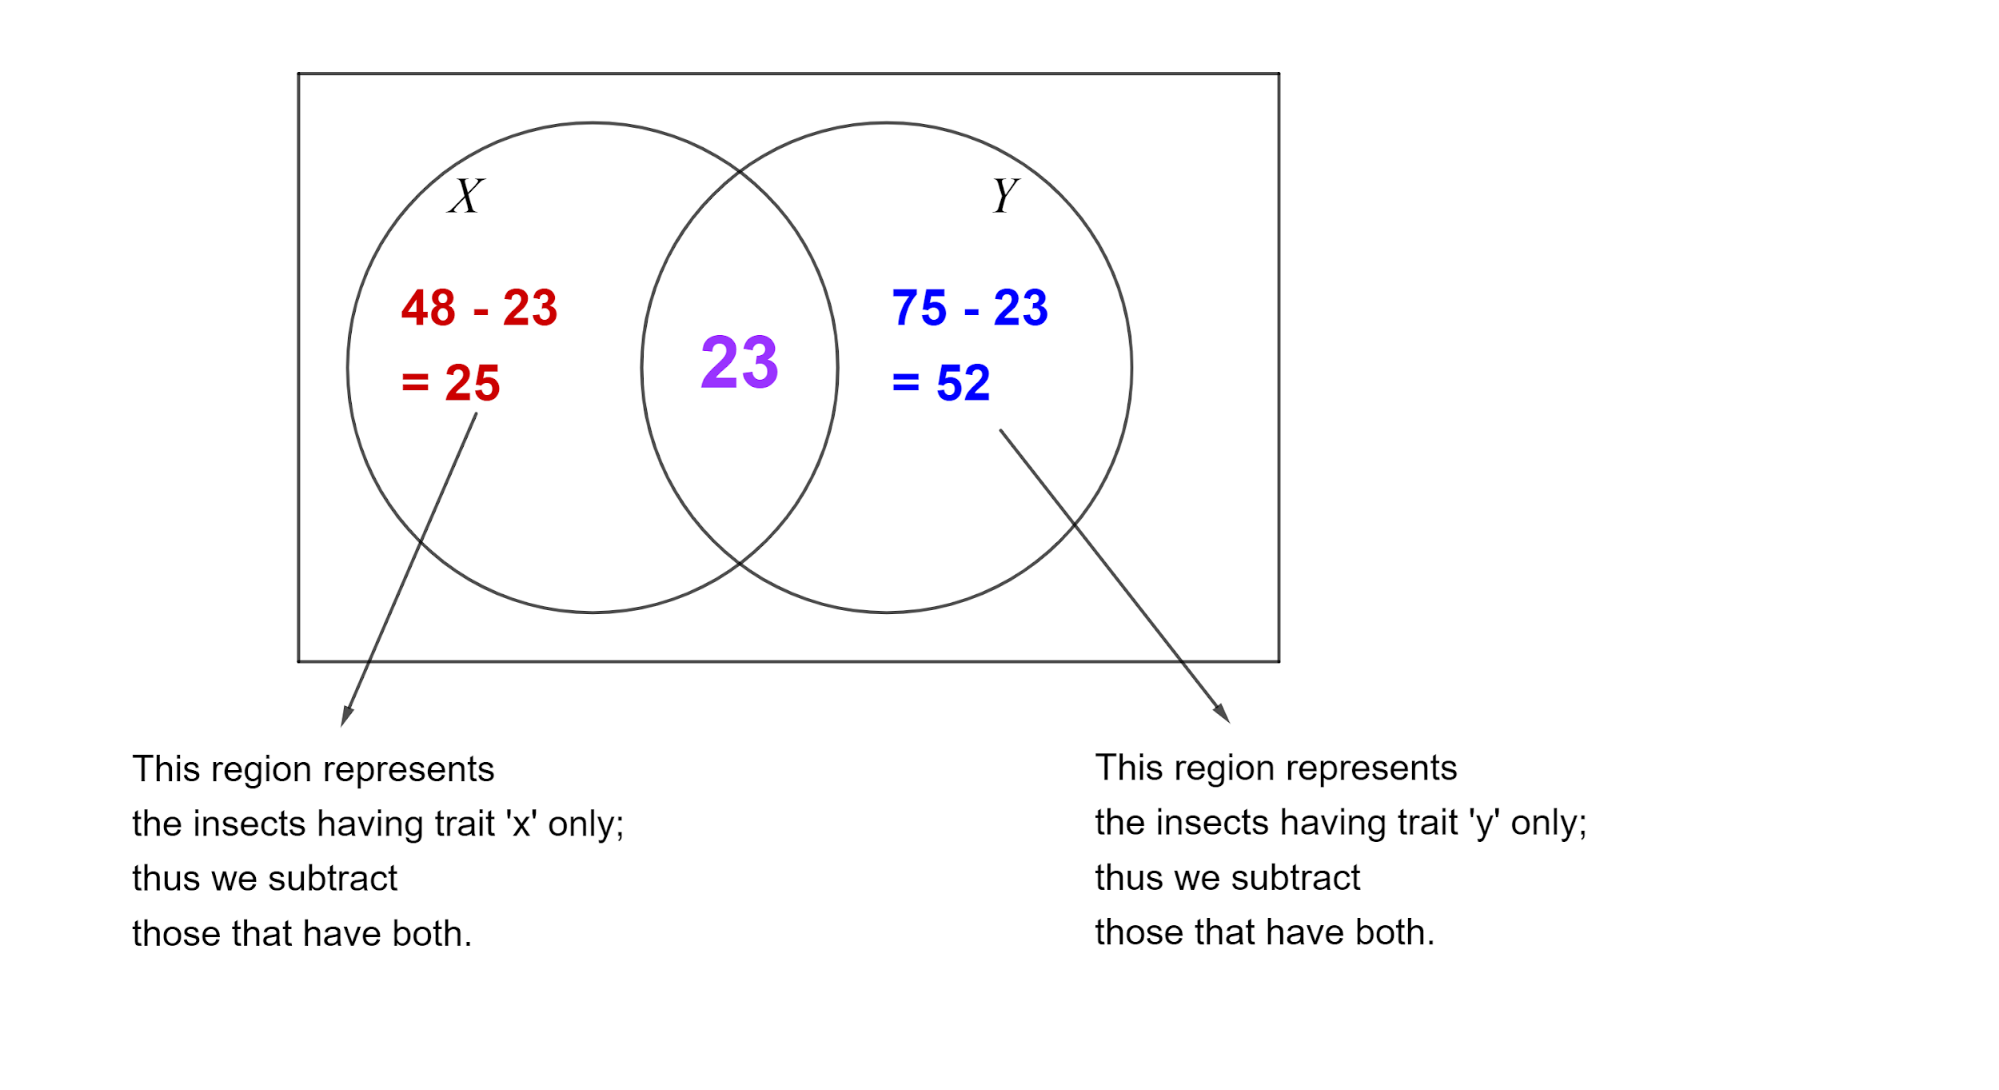 X
Y
48 - 23
= 25
23
75 - 23
= 52
This region represents
the insects having trait 'x' only;
thus we subtract
those that have both.
This region represents
the insects having trait 'y' only;
thus we subtract
those that have both.